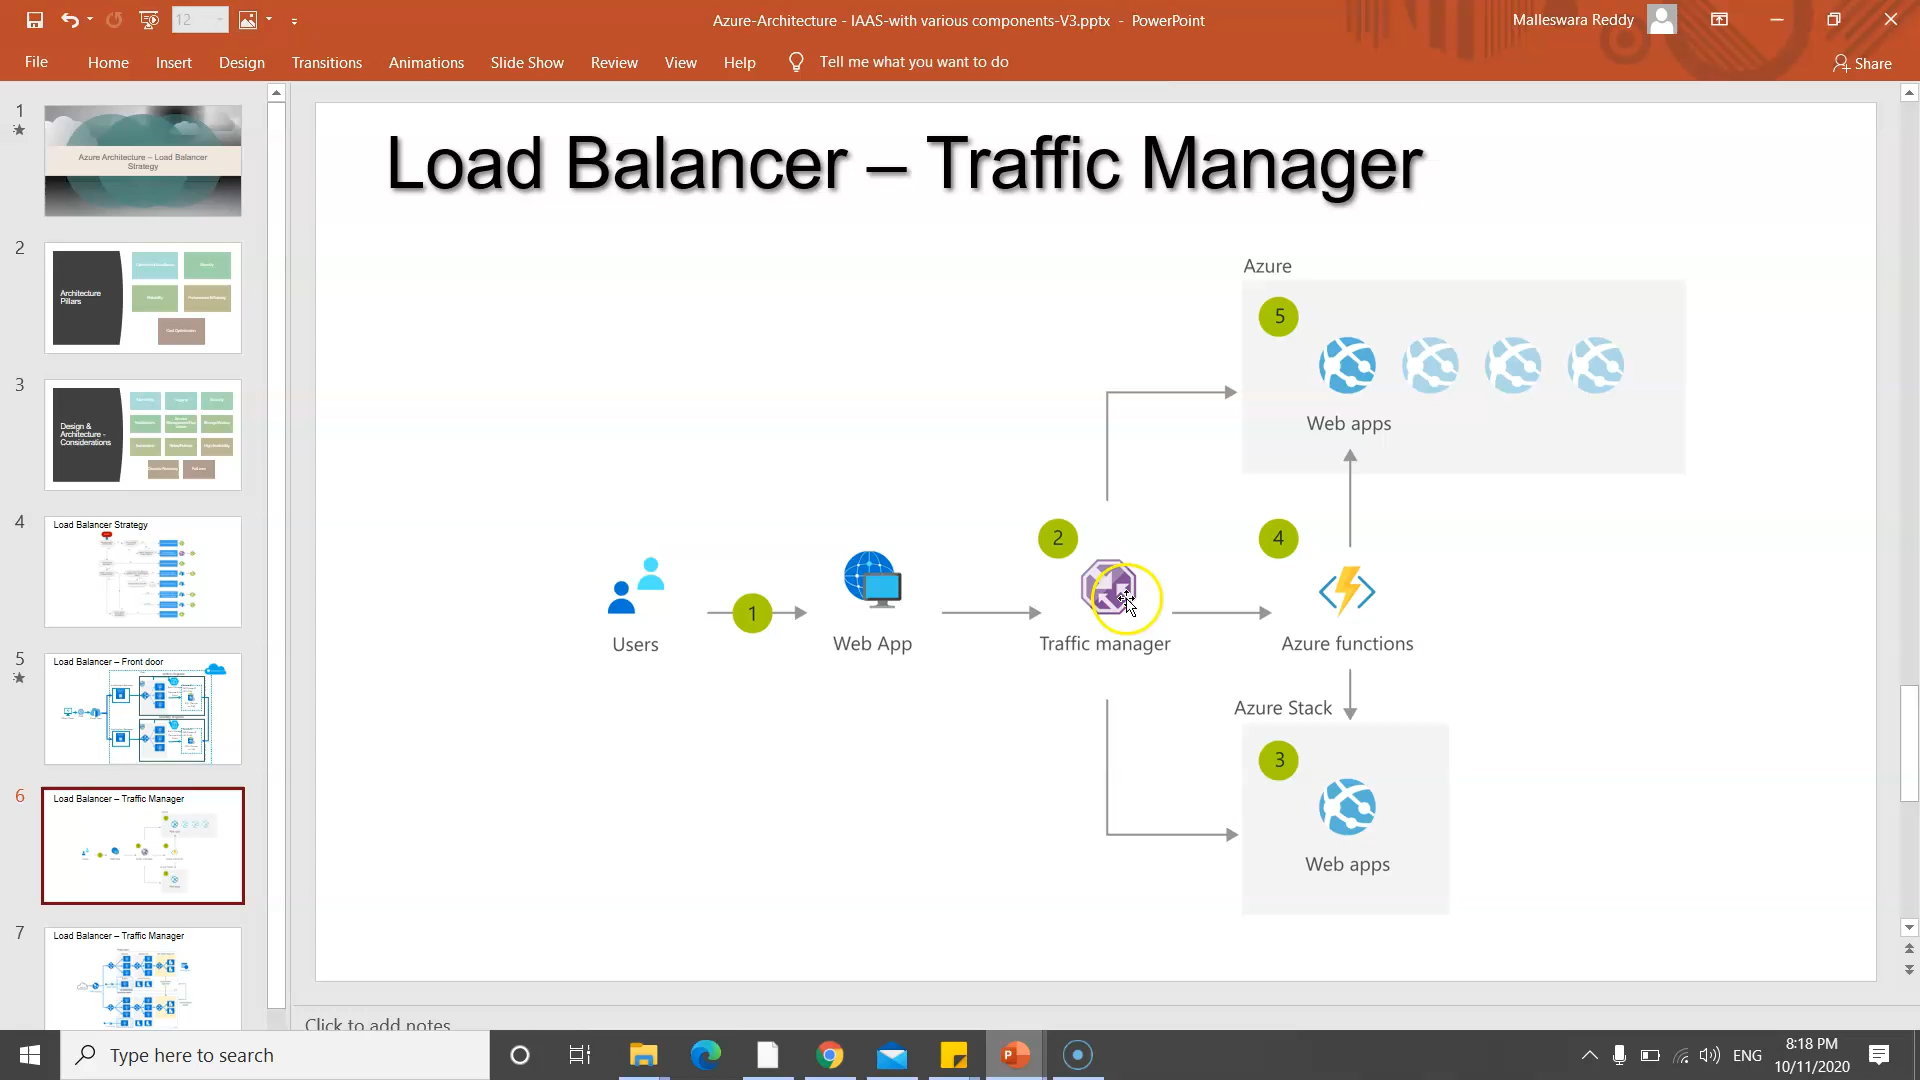 12
Azure-Architecture - IAAS-with various components-V3.pptx - PowerPoint
Malleswara Reddy
File Home Insert Design Transitions Animations Slide Show Review View Help Tell me what you want to do
Share
1
Azure Architecture – Load Balancer
Strategy
2
Architecture
Pillars
3
Design &
Architecture -
Considerations
4
Load Balancer Strategy
5
Load Balancer – Front door
6
Load Balancer – Traffic Manager
7
Load Balancer – Traffic Manager
Load Balancer – Traffic Manager
Azure
5
Web apps
2
4
1
Users
Web App
Traffic manager
Azure functions
Azure Stack
3
Web apps
Click to add notes
Type here to search
ENG
8:18 PM
10/11/2020